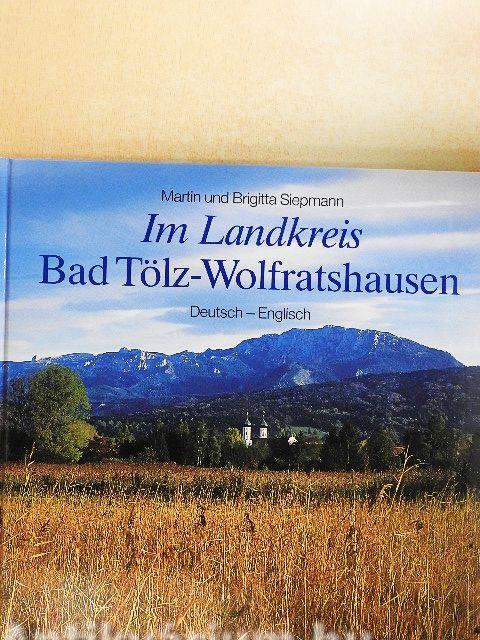 Martin und Brigitta Siepmann
Im Landkreis
Bad Tölz-Wolfratshausen
Deutsch – Englisch